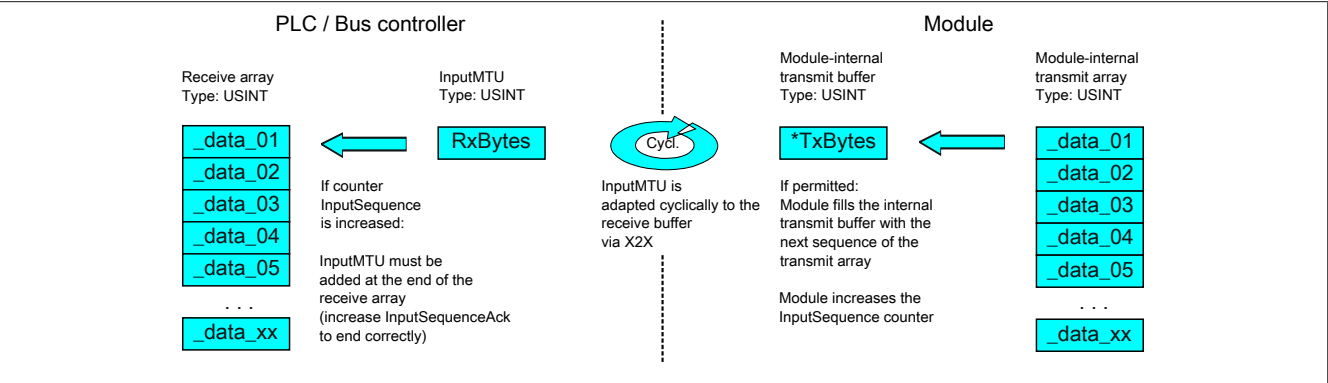 PLC / Bus controller
Module
Receive array
Type: USINT
InputMTU
Type: USINT
Module-internal
transmit buffer
Type: USINT
Module-internal
transmit array
Type: USINT
_data_01
_data_02
_data_03
_data_04
_data_05
. . .
_data_xx
RxBytes
If counter
InputSequence
is increased:
InputMTU must be
added at the end of the
receive array
(increase InputSequenceAck
to end correctly)
Cycl.
InputMTU is
adapted cyclically to the
receive buffer
via X2X
*TxBytes
If permitted:
Module fills the internal
transmit buffer with the
next sequence of the
transmit array
Module increases the
InputSequence counter
_data_01
_data_02
_data_03
_data_04
_data_05
. . .
_data_xx